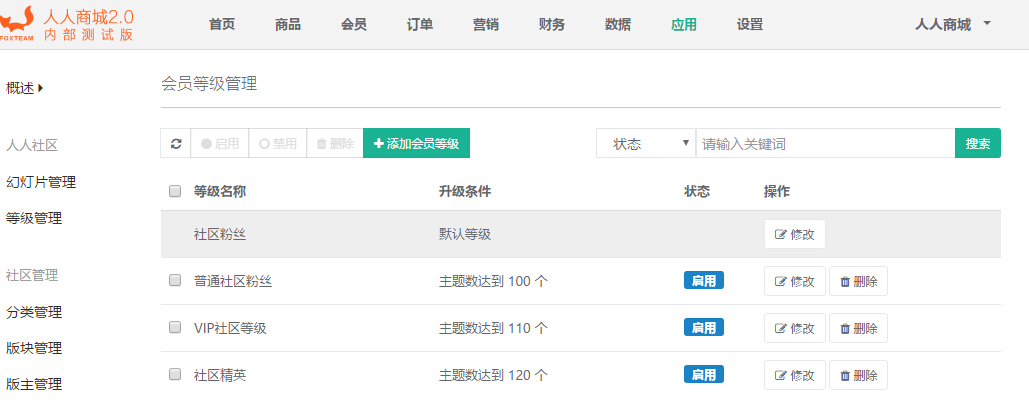 人人商城2.0
内部测试版
FOXTEAM
首页 商品 会员 订单 营销 财务 数据 应用 设置 人人商城
概述
人人社区
幻灯片管理
等级管理
社区管理
分类管理
版块管理
版主管理
会员等级管理
启用 禁用 删除 添加会员等级 状态 请输入关键词 搜索
等级名称 升级条件 状态 操作
社区粉丝 默认等级 修改
普通社区粉丝 主题数达到 100 个 启用 修改 删除
VIP社区等级 主题数达到 110 个 启用 修改 删除
社区精英 主题数达到 120 个 启用 修改 删除